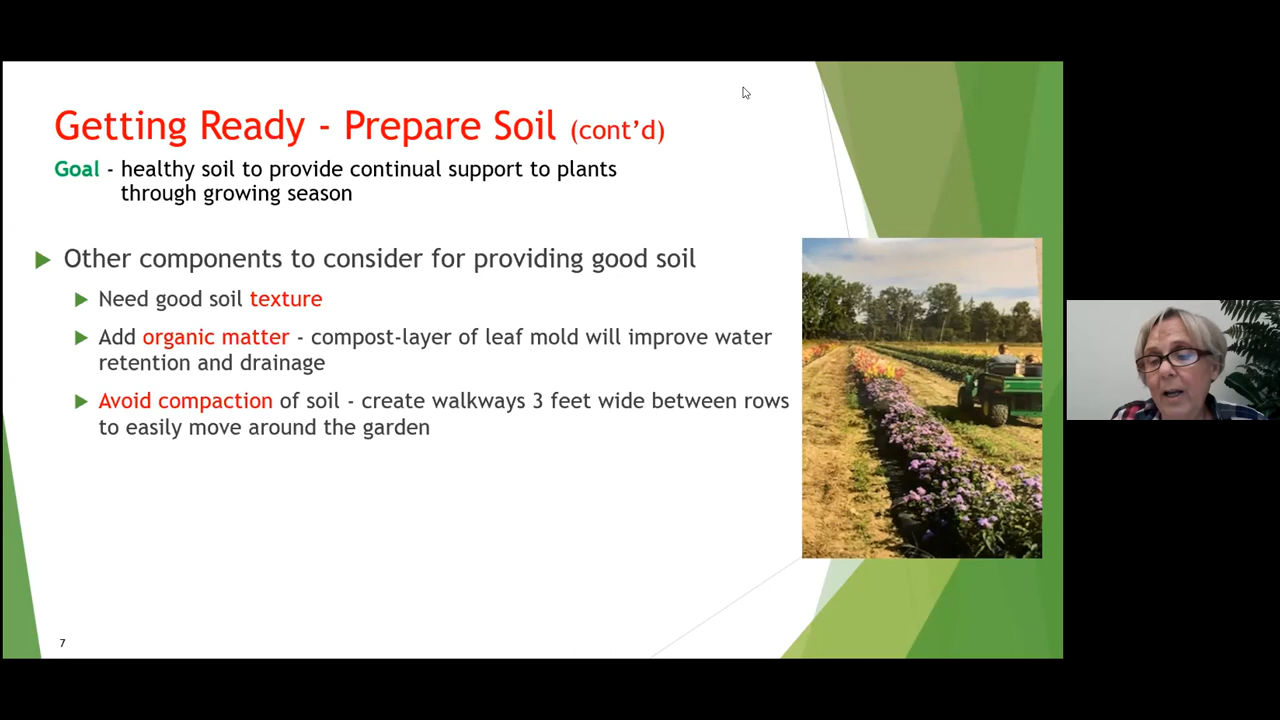 Getting Ready - Prepare Soil (cont’d)
Goal - healthy soil to provide continual support to plants
through growing season
Other components to consider for providing good soil
Need good soil texture
Add organic matter - compost-layer of leaf mold will improve water
retention and drainage
Avoid compaction of soil - create walkways 3 feet wide between rows
to easily move around the garden
7